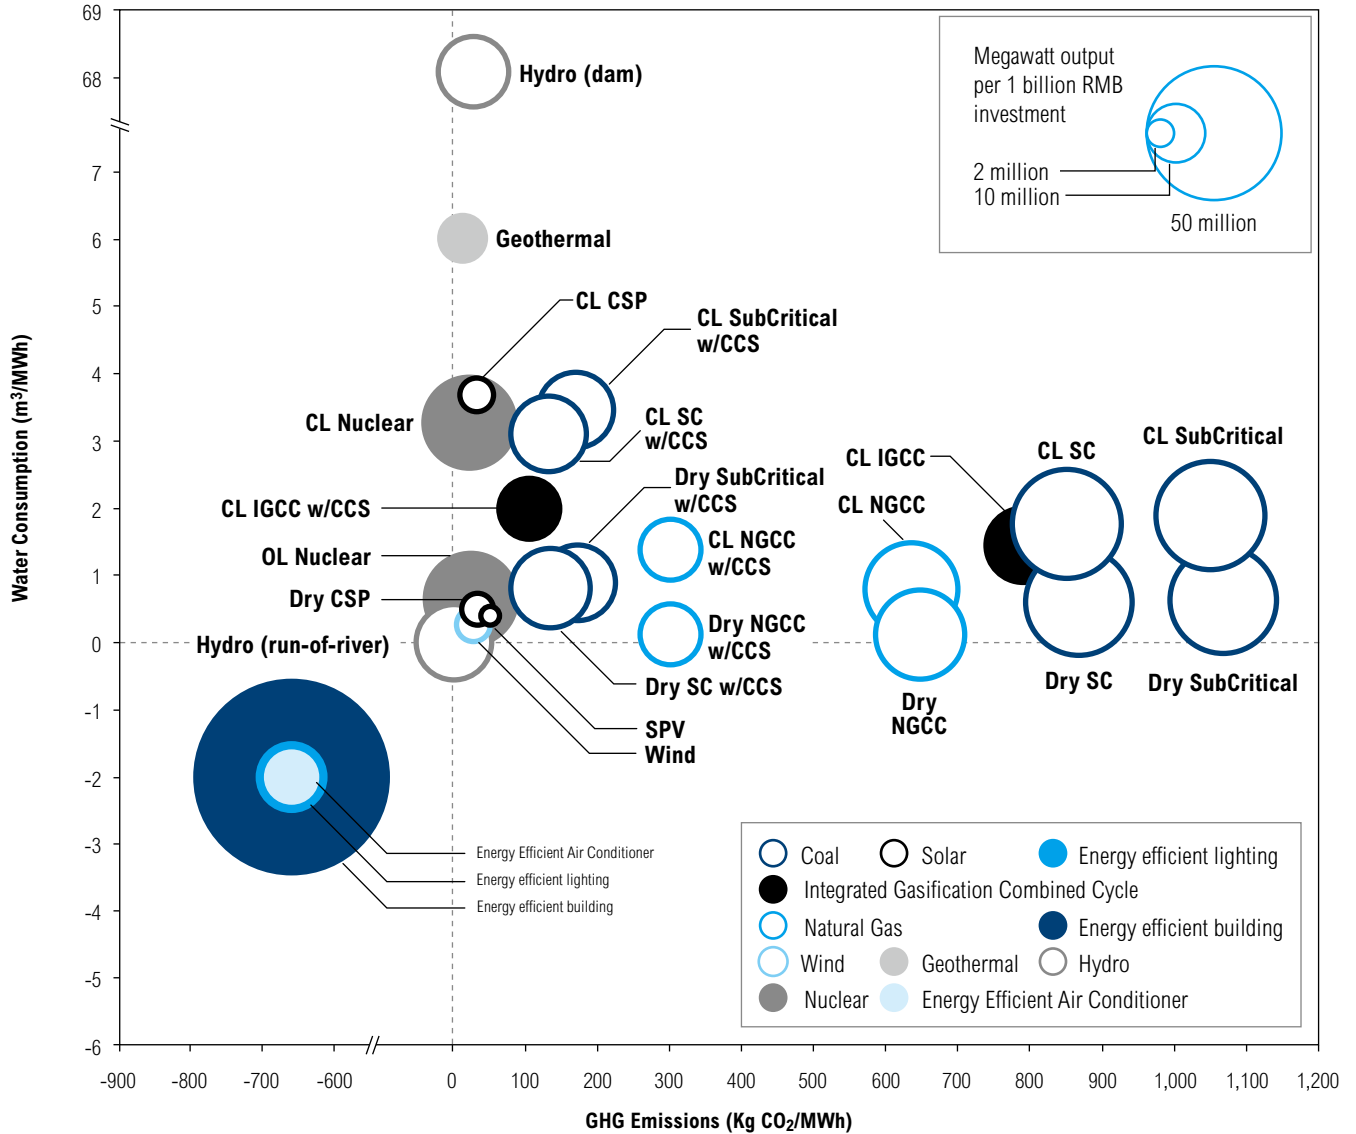 69
68
7
6
5
4
3
2
1
0
-1
-2
-3
-4
-5
-6
Water Consumption (m³/MWh)
-900
-800
-700
-600
0
100
200
300
400
500
600
700
800
900
1,000
1,100
1,200
GHG Emissions (Kg CO₂/MWh)
Megawatt output
per 1 billion RMB
investment
2 million
10 million
50 million
Hydro (dam)
Geothermal
CL CSP
CL SubCritical
w/CCS
CL Nuclear
CL SC
w/CCS
Dry SubCritical
w/CCS
CL IGCC w/CCS
OL Nuclear
Dry CSP
Hydro (run-of-river)
CL NGCC
w/CCS
Dry NGCC
w/CCS
Dry SC w/CCS
SPV
Wind
CL IGCC
CL NGCC
CL SC
CL SubCritical
Dry
NGCC
Dry SC
Dry SubCritical
Energy Efficient Air Conditioner
Energy efficient lighting
Energy efficient building
Coal
Solar
Energy efficient lighting
Integrated Gasification Combined Cycle
Natural Gas
Energy efficient building
Wind
Geothermal
Hydro
Nuclear
Energy Efficient Air Conditioner